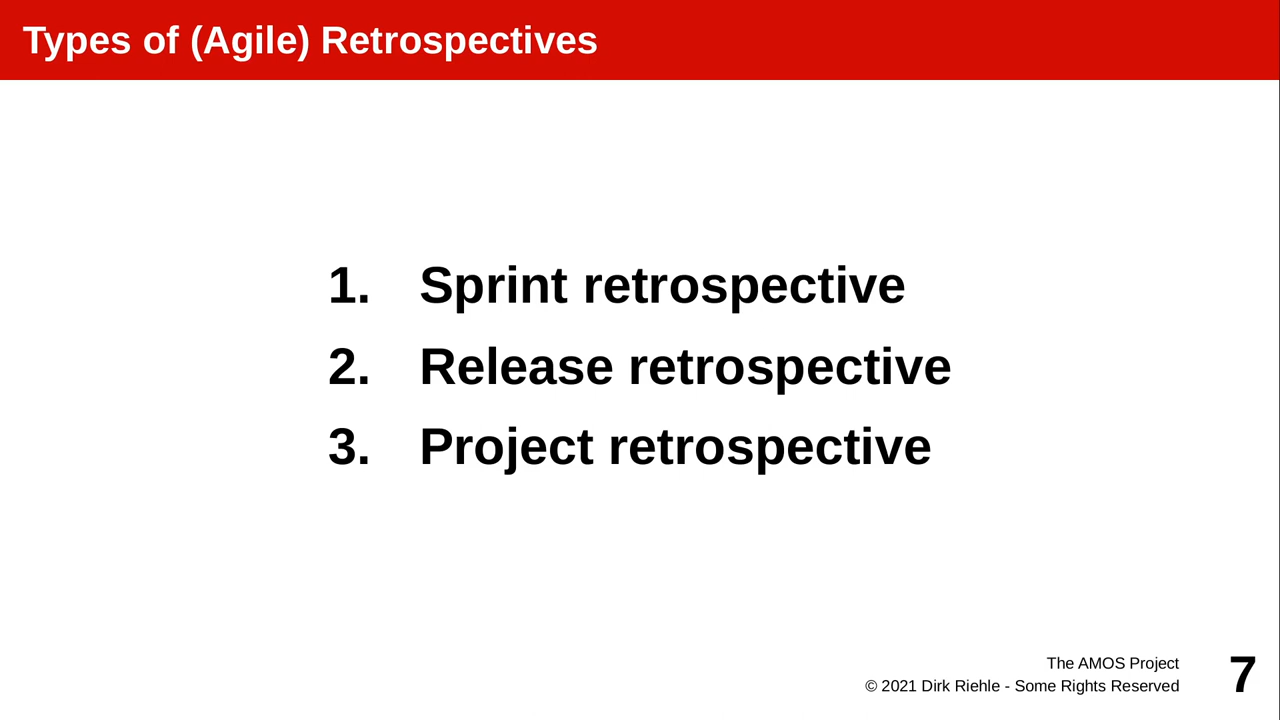 Types of (Agile) Retrospectives
1. Sprint retrospective
2. Release retrospective
3. Project retrospective
The AMOS Project
© 2021 Dirk Riehle - Some Rights Reserved
7